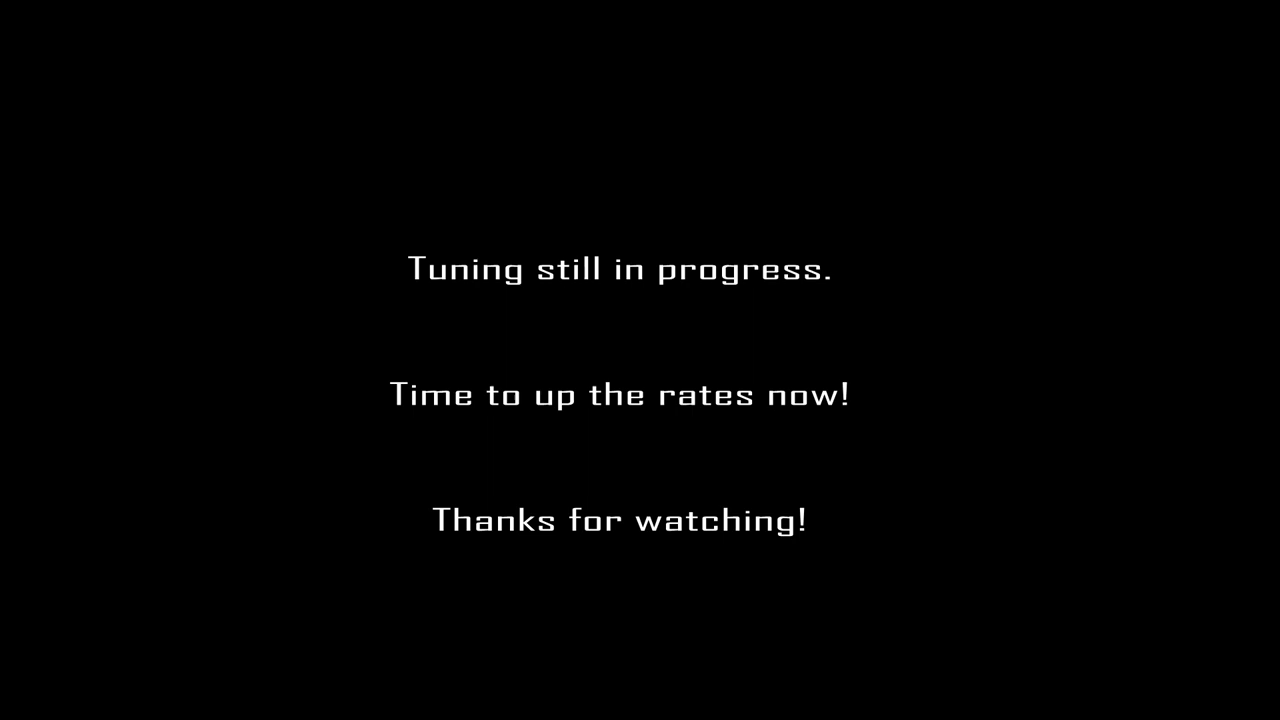 Tuning still in progress.
Time to up the rates now!
Thanks for watching!